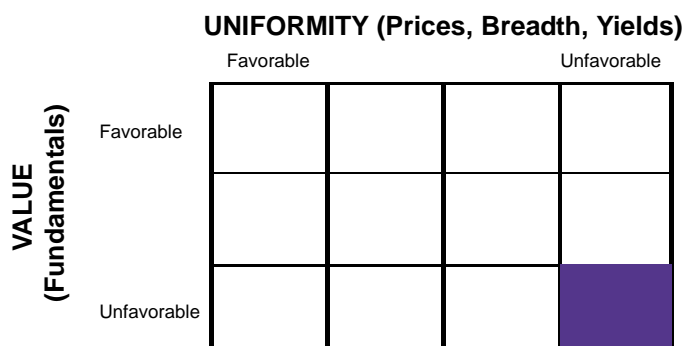 UNIFORMITY (Prices, Breadth, Yields)
Favorable
Unfavorable
VALUE
(Fundamentals)
Favorable
Unfavorable